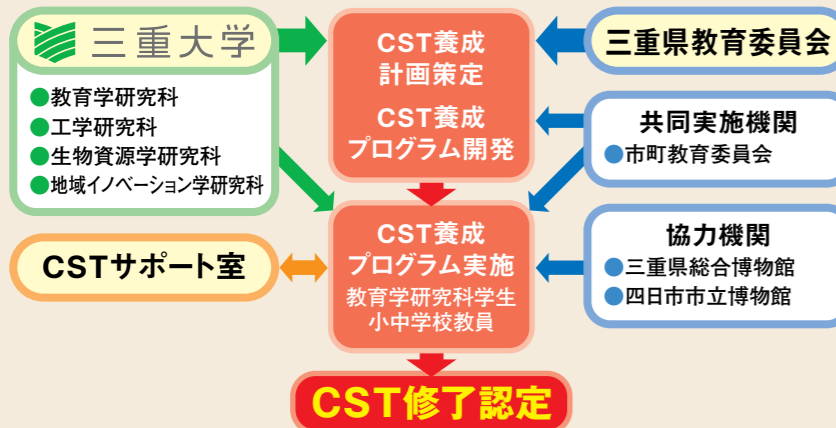 三重大学
●教育学研究科
●工学研究科
●生物資源学研究科
●地域イノベーション学研究科
CSTサポート室
CST養成
計画策定
CST養成
プログラム開発
CST養成
プログラム実施
教育学研究科学生
小中学校教員
CST修了認定
三重県教育委員会
共同実施機関
●市町教育委員会
協力機関
●三重県総合博物館
●四日市市立博物館